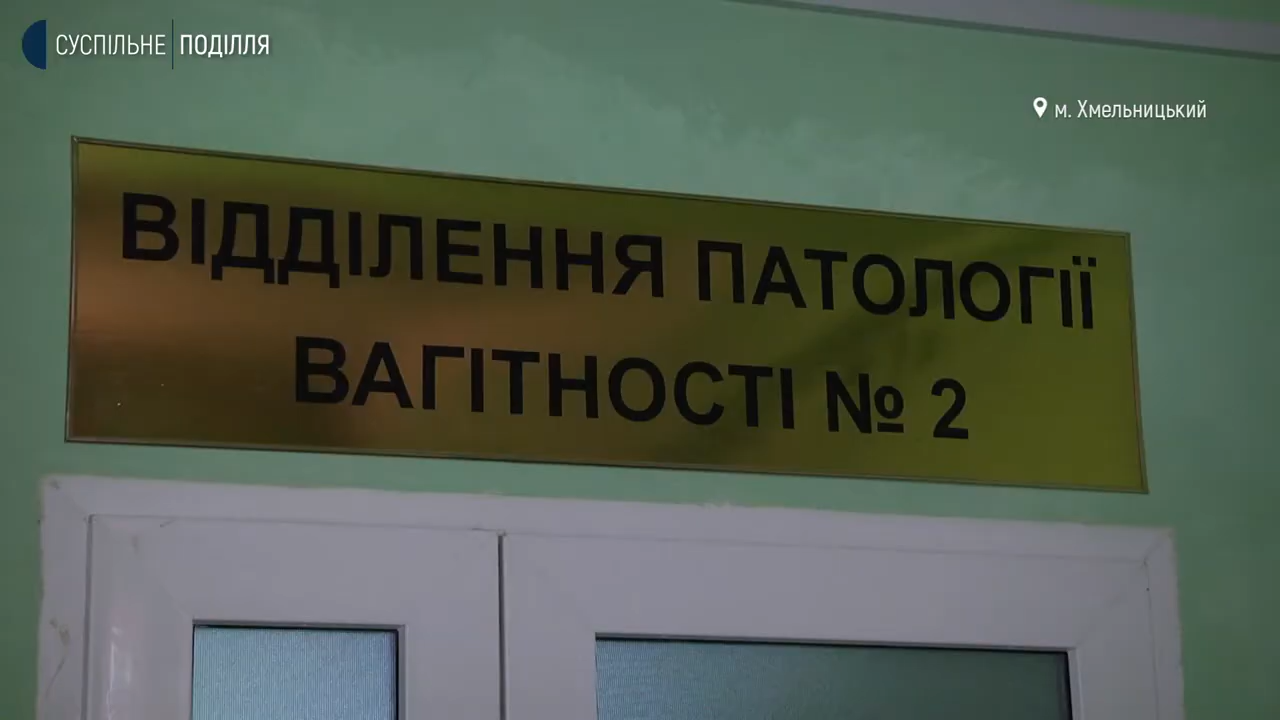 СУСПІЛЬНЕ ПОДІЛЛЯ
м. Хмельницький
ВІДДІЛЕННЯ ПАТОЛОГІЇ
ВАГІТНОСТІ № 2